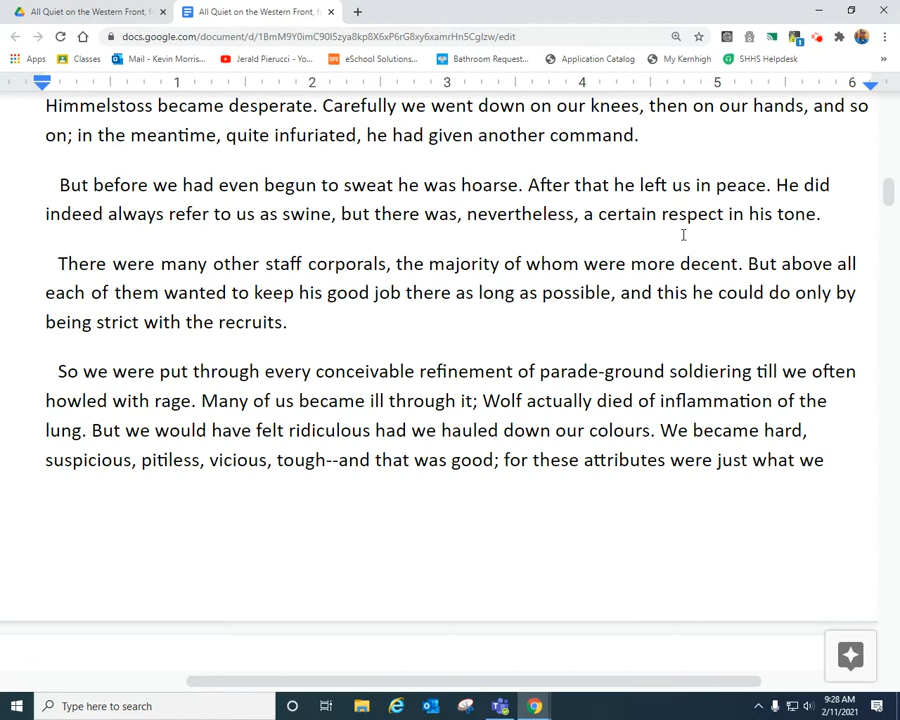 All Quiet on the Western Front, f
All Quiet on the Western Front, f
docs.google.com/document/d/1BmM9Y0imC90I5zya8kp8X6xP6rG8xy6xamrHn5CgIzw/edit
Apps Classes Mail - Kevin Morris... Jerald Pierucci - Yo... eSchool Solutions... Bathroom Request... Application Catalog My Kernhigh SHHS Helpdesk »
1 2 3 4 5 6
Himmelstoss became desperate. Carefully we went down on our knees, then on our hands, and so
on; in the meantime, quite infuriated, he had given another command.
But before we had even begun to sweat he was hoarse. After that he left us in peace. He did
indeed always refer to us as swine, but there was, nevertheless, a certain respect in his tone.
There were many other staff corporals, the majority of whom were more decent. But above all
each of them wanted to keep his good job there as long as possible, and this he could do only by
being strict with the recruits.
So we were put through every conceivable refinement of parade-ground soldiering till we often
howled with rage. Many of us became ill through it; Wolf actually died of inflammation of the
lung. But we would have felt ridiculous had we hauled down our colours. We became hard,
suspicious, pitiless, vicious, tough--and that was good; for these attributes were just what we
Type here to search
9:28 AM
2/11/2021